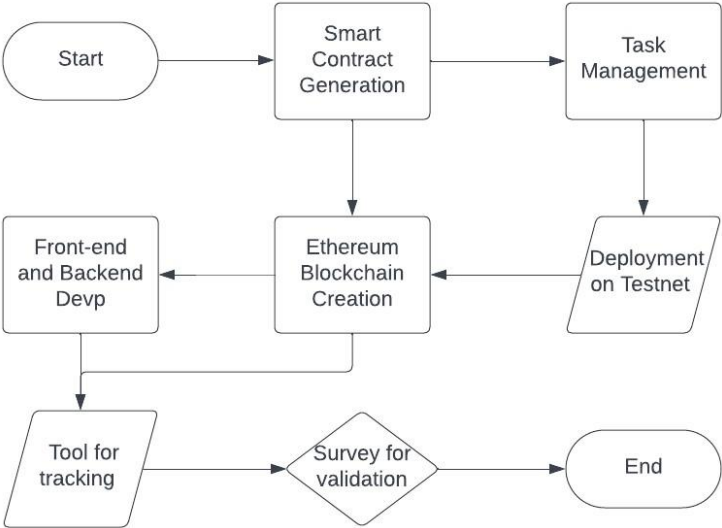 Start
Smart
Contract
Generation
Task
Management
Front-end
and Backend
Devp
Ethereum
Blockchain
Creation
Deployment
on Testnet
Tool for
tracking
Survey for
validation
End